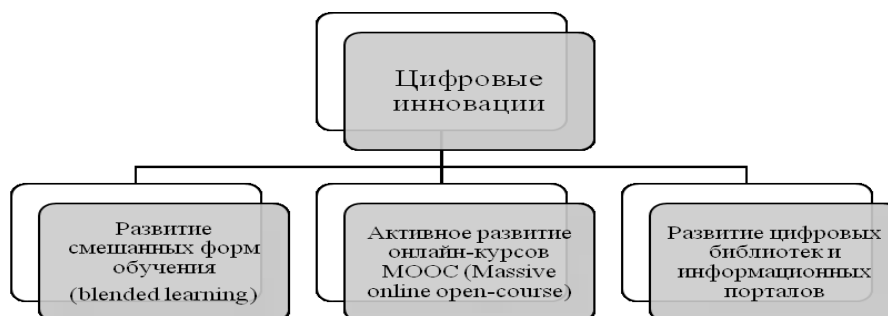 Цифровые
инновации
Развитие
смешанных форм
обучения
(blended learning)
Активное развитие
онлайн-курсов
MOOC (Massive
online open-course)
Развитие цифровых
библиотек и
информационных
порталов